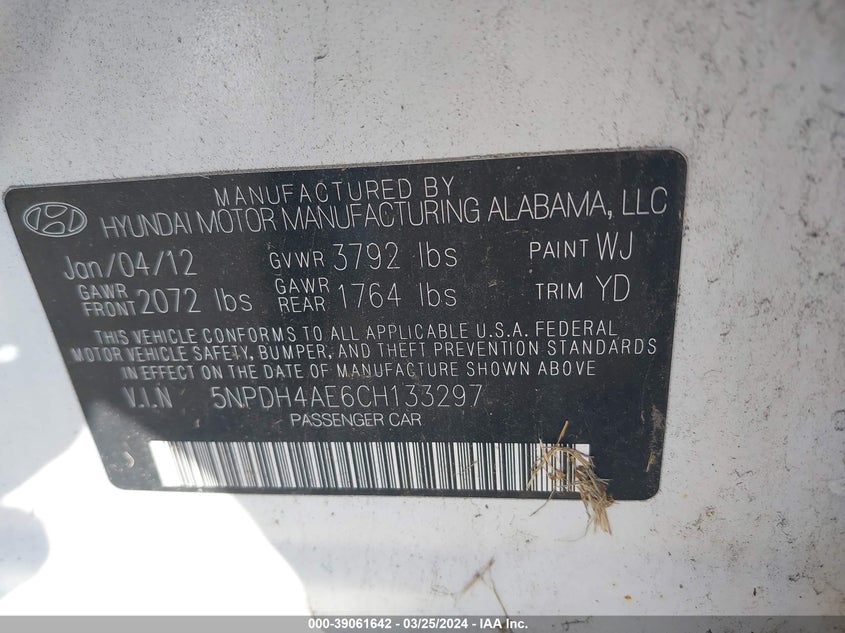 MANUFACTURED BY
HYUNDAI MOTOR MANUFACTURING ALABAMA, LLC
Jan/04/12 GVWR 3792 lbs PAINT WJ
GAWR FRONT 2072 lbs GAWR REAR 1764 lbs TRIM YD
THIS VEHICLE CONFORMS TO ALL APPLICABLE U.S.A. FEDERAL
MOTOR VEHICLE SAFETY, BUMPER, AND THEFT PREVENTION STANDARDS
IN EFFECT ON THE DATE OF MANUFACTURE SHOWN ABOVE
V.I.N 5NPDH4AE6CH133297
PASSENGER CAR
000-39061642 - 03/25/2024 - IAA Inc.